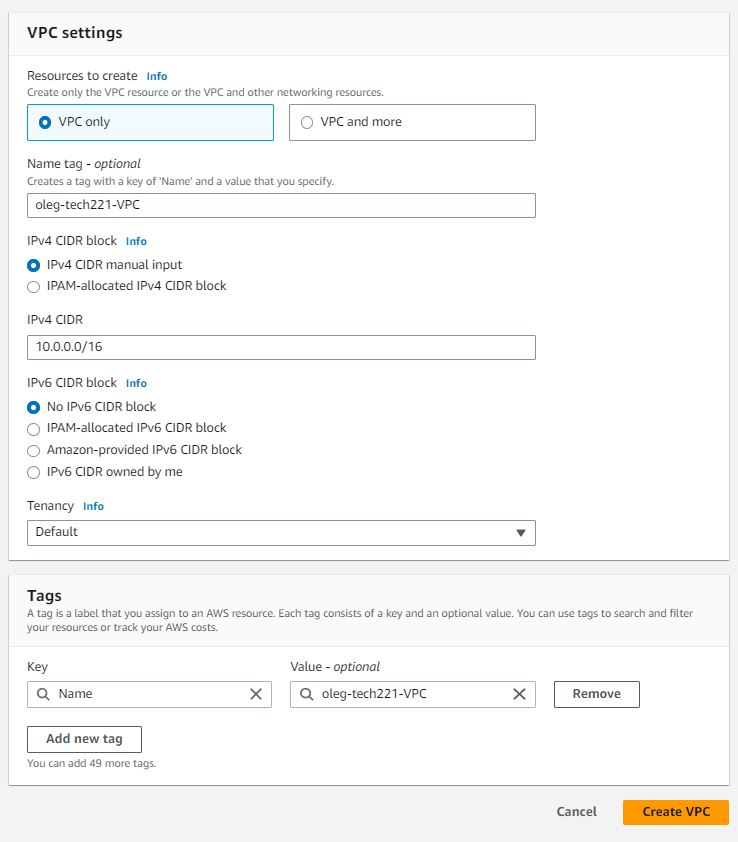 VPC settings
Resources to create Info
Create only the VPC resource or the VPC and other networking resources.
VPC only
VPC and more
Name tag - optional
Creates a tag with a key of 'Name' and a value that you specify.
oleg-tech221-VPC
IPv4 CIDR block Info
IPv4 CIDR manual input
IPAM-allocated IPv4 CIDR block
IPv4 CIDR
10.0.0.0/16
IPv6 CIDR block Info
No IPv6 CIDR block
IPAM-allocated IPv6 CIDR block
Amazon-provided IPv6 CIDR block
IPv6 CIDR owned by me
Tenancy Info
Default
Tags
A tag is a label that you assign to an AWS resource. Each tag consists of a key and an optional value. You can use tags to search and filter
your resources or track your AWS costs.
Key
Value - optional
Name
oleg-tech221-VPC
Remove
Add new tag
You can add 49 more tags.
Cancel
Create VPC